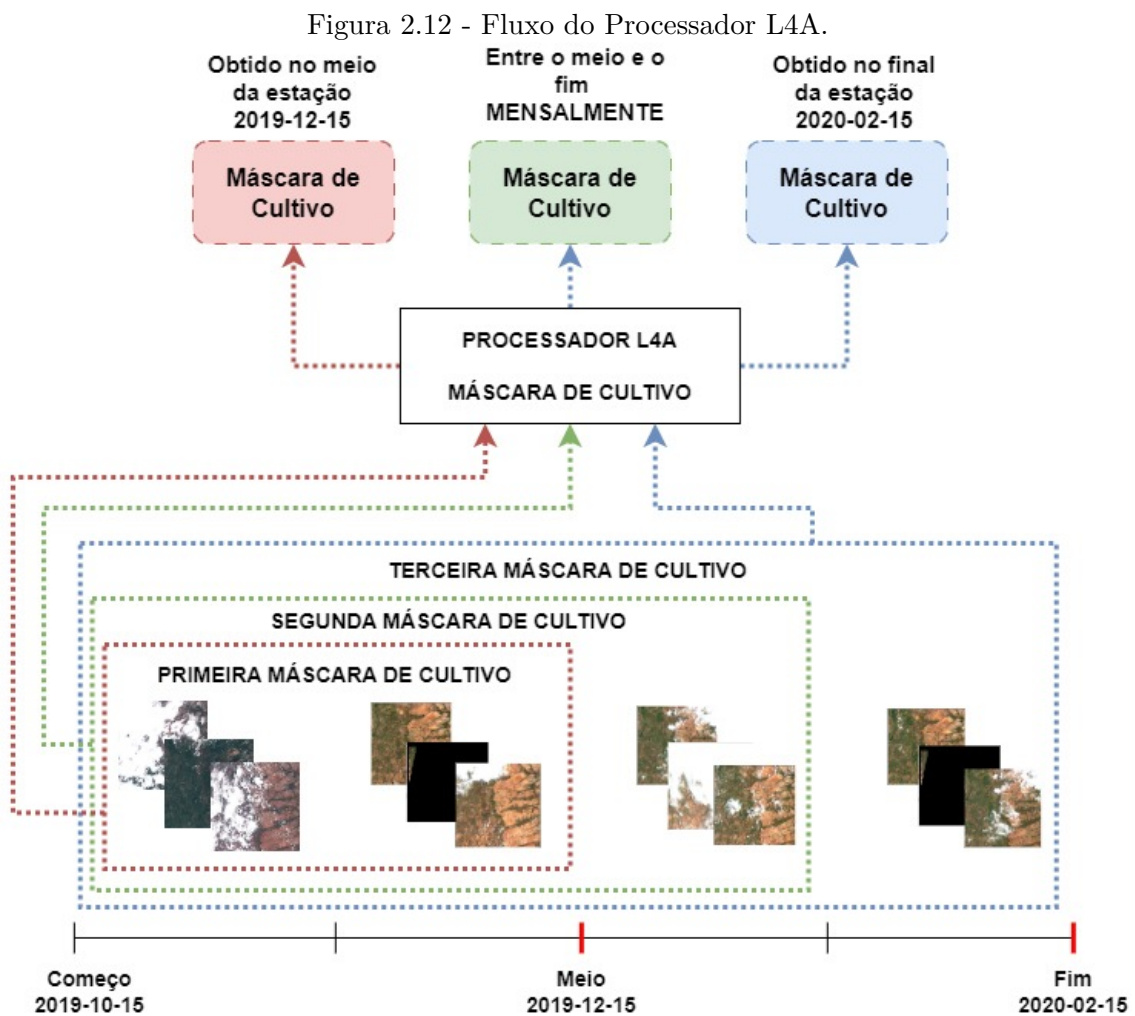 Figura 2.12 - Fluxo do Processador L4A.
Obtido no meio
da estação
2019-12-15
Entre o meio e o
fim
MENSALMENTE
Obtido no final
da estação
2020-02-15
Máscara de
Cultivo
Máscara de
Cultivo
Máscara de
Cultivo
PROCESSADOR L4A
MÁSCARA DE CULTIVO
TERCEIRA MÁSCARA DE CULTIVO
SEGUNDA MÁSCARA DE CULTIVO
PRIMEIRA MÁSCARA DE CULTIVO
Começo
2019-10-15
Meio
2019-12-15
Fim
2020-02-15